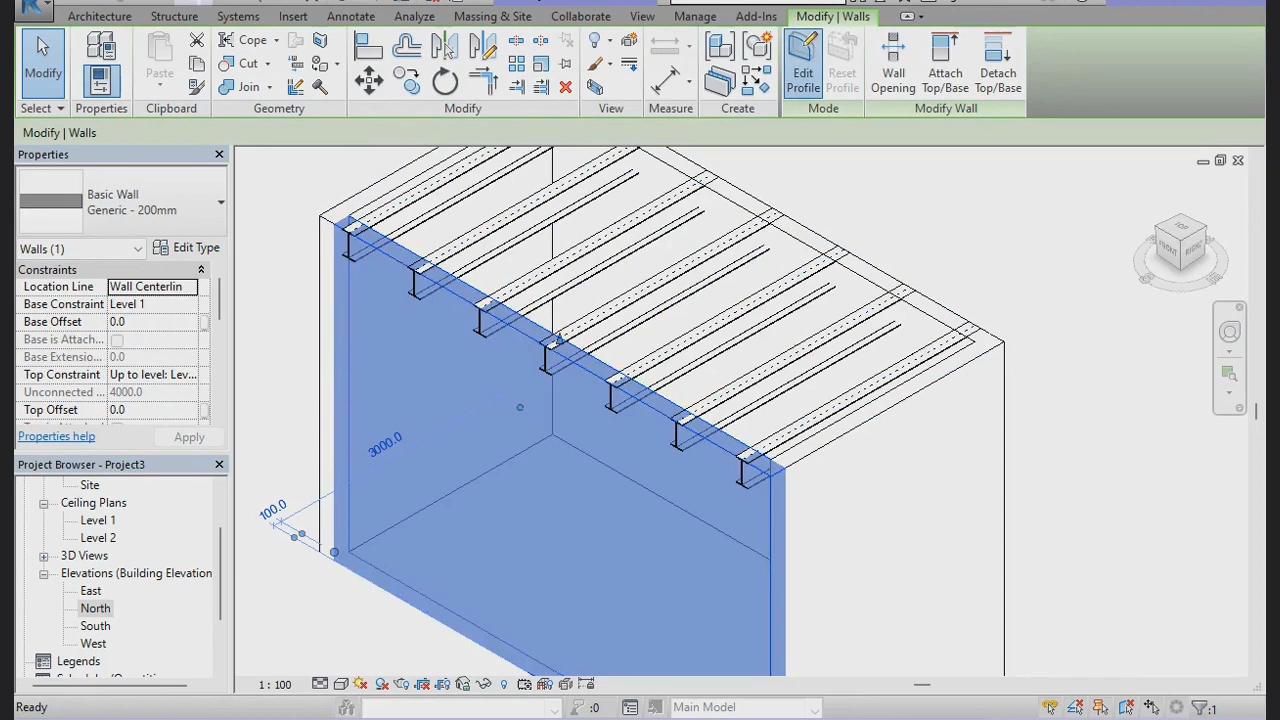 Architecture Structure Systems Insert Annotate Analyze Massing & Site Collaborate View Manage Add-Ins Modify | Walls
Modify
Properties
Paste
Cope
Cut
Join
Edit Profile
Reset Profile
Wall Opening
Attach Top/Base
Detach Top/Base
Select
Properties
Clipboard
Geometry
Modify
View
Measure
Create
Mode
Modify Wall
Modify | Walls
Properties
Basic Wall
Generic - 200mm
Walls (1)
Edit Type
Constraints
Location Line Wall Centerlin
Base Constraint Level 1
Base Offset 0.0
Base is Attach...
Base Extensio... 0.0
Top Constraint Up to level: Lev...
Unconnected ... 4000.0
Top Offset 0.0
Properties help
Apply
Project Browser - Project3
Site
Ceiling Plans
Level 1
Level 2
3D Views
Elevations (Building Elevation
East
North
South
West
Legends
3000.0
100.0
TOP
FRONT
RIGHT
1 : 100
Ready
:0
Main Model
:1